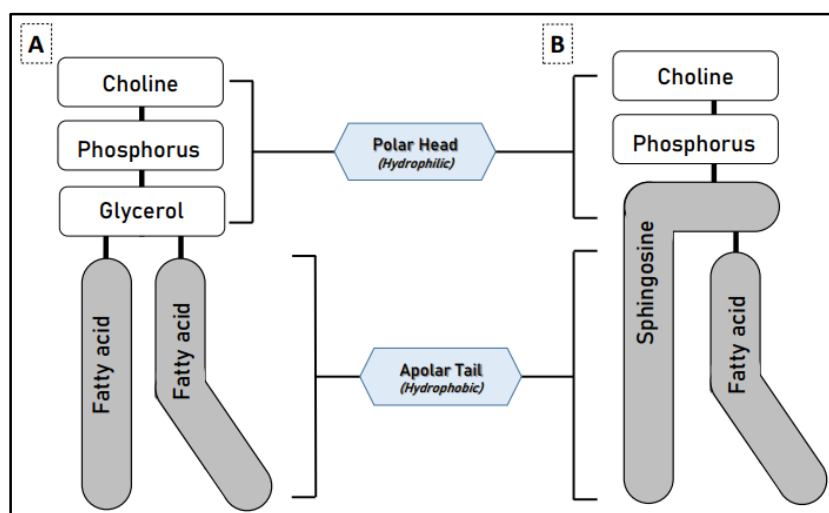 A
Choline
Phosphorus
Glycerol
Fatty acid
Fatty acid
Polar Head
(Hydrophilic)
Apolar Tail
(Hydrophobic)
B
Choline
Phosphorus
Sphingosine
Fatty acid